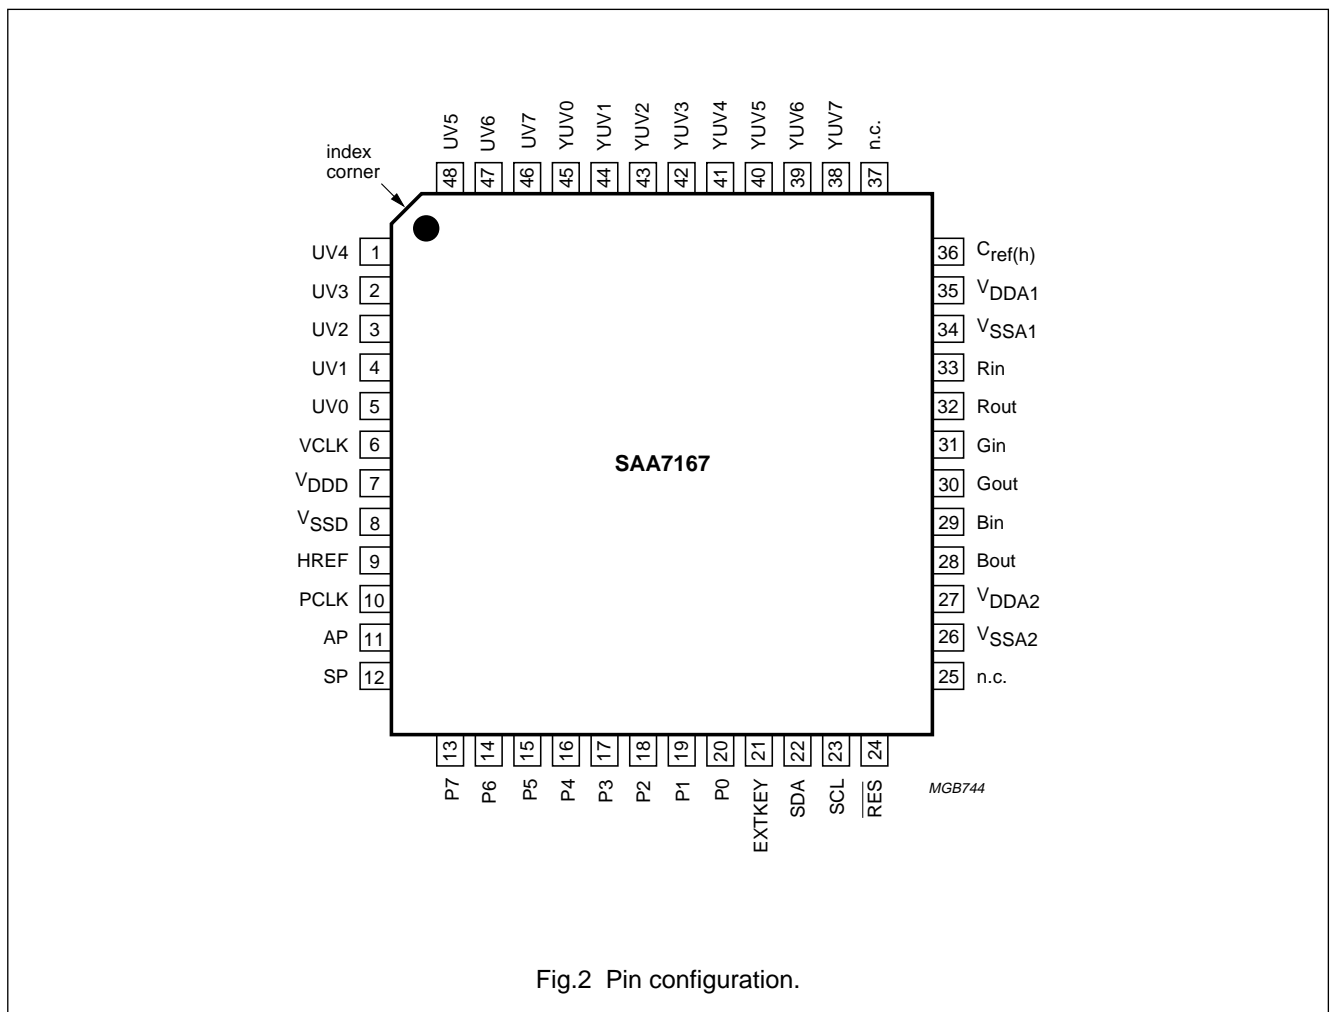 UV5 UV6 UV7 YUV0 YUV1 YUV2 YUV3 YUV4 YUV5 YUV6 YUV7 n.c.
index
corner
48 47 46 45 44 43 42 41 40 39 38 37
UV4 1 36 Cref(h)
UV3 2 35 VDDA1
UV2 3 34 VSSA1
UV1 4 33 Rin
UV0 5 32 Rout
VCLK 6 31 Gin
SAA7167
VDDD 7 30 Gout
VSSD 8 29 Bin
HREF 9 28 Bout
PCLK 10 27 VDDA2
AP 11 26 VSSA2
SP 12 25 n.c.
13 14 15 16 17 18 19 20 21 22 23 24
P7 P6 P5 P4 P3 P2 P1 P0 EXTKEY SDA SCL R̅E̅S̅
MGB744
Fig.2 Pin configuration.